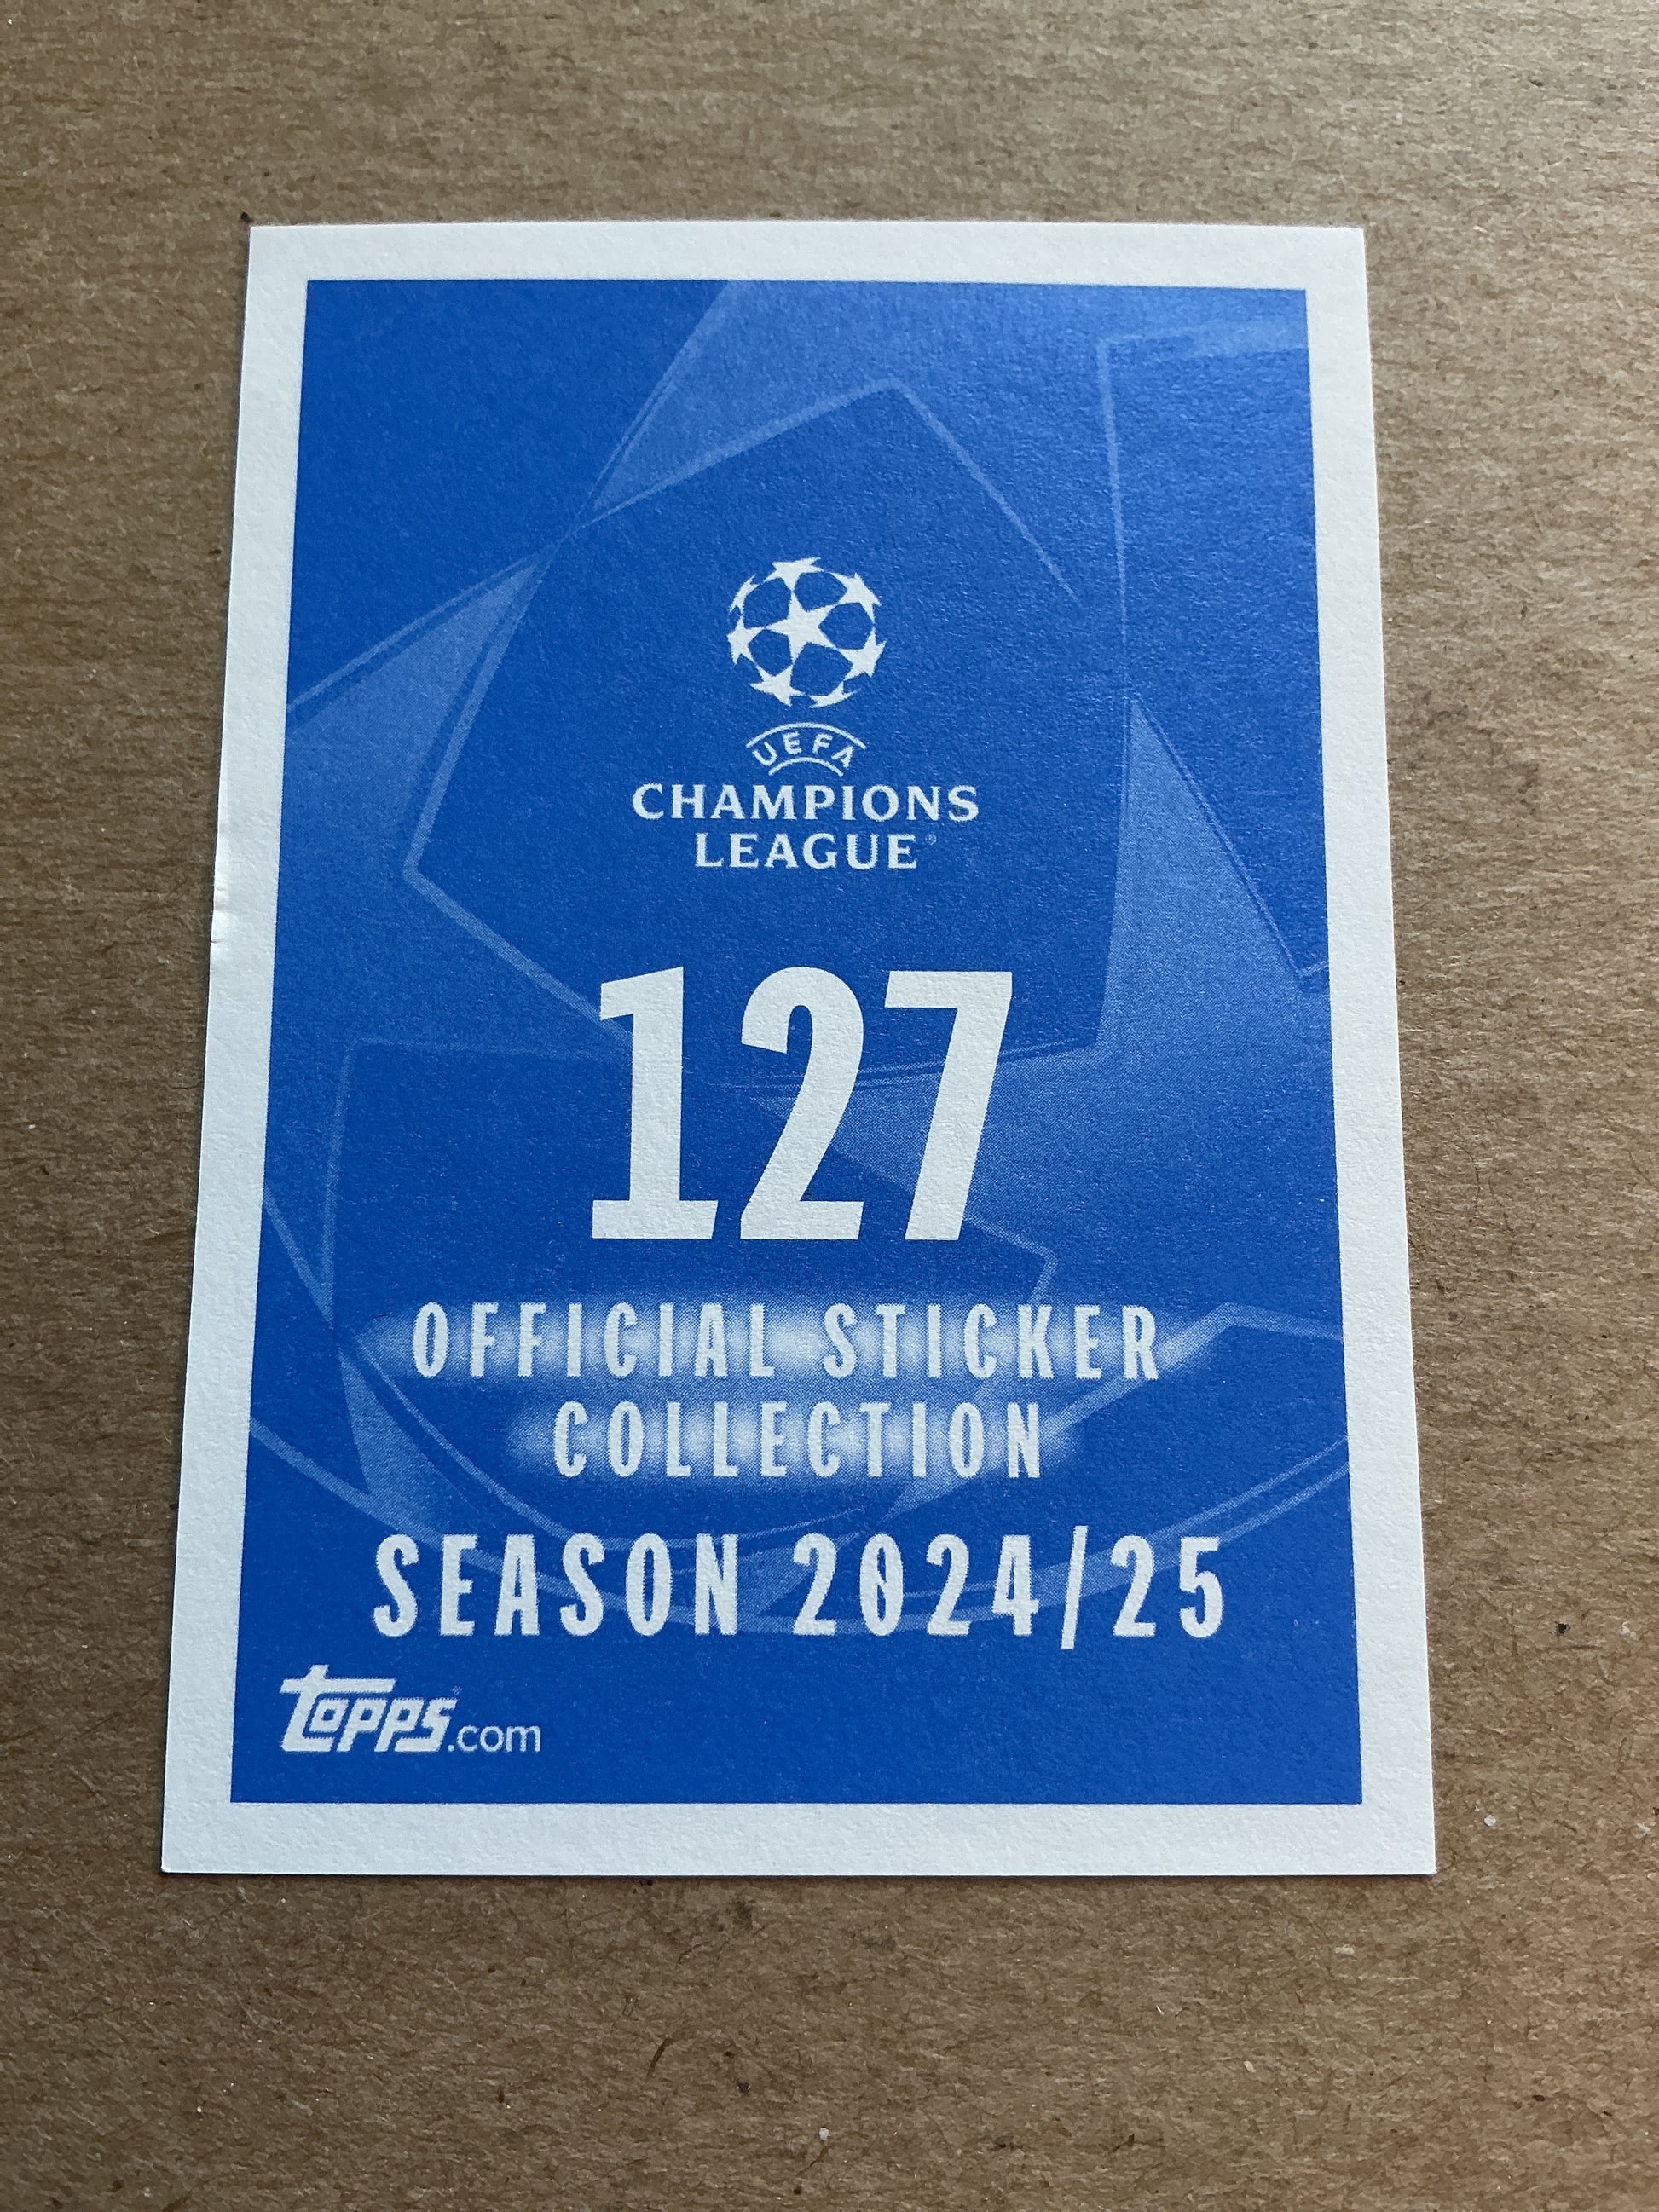 UEFA
CHAMPIONS
LEAGUE®
127
OFFICIAL STICKER
COLLECTION
SEASON 2024/25
topps.com